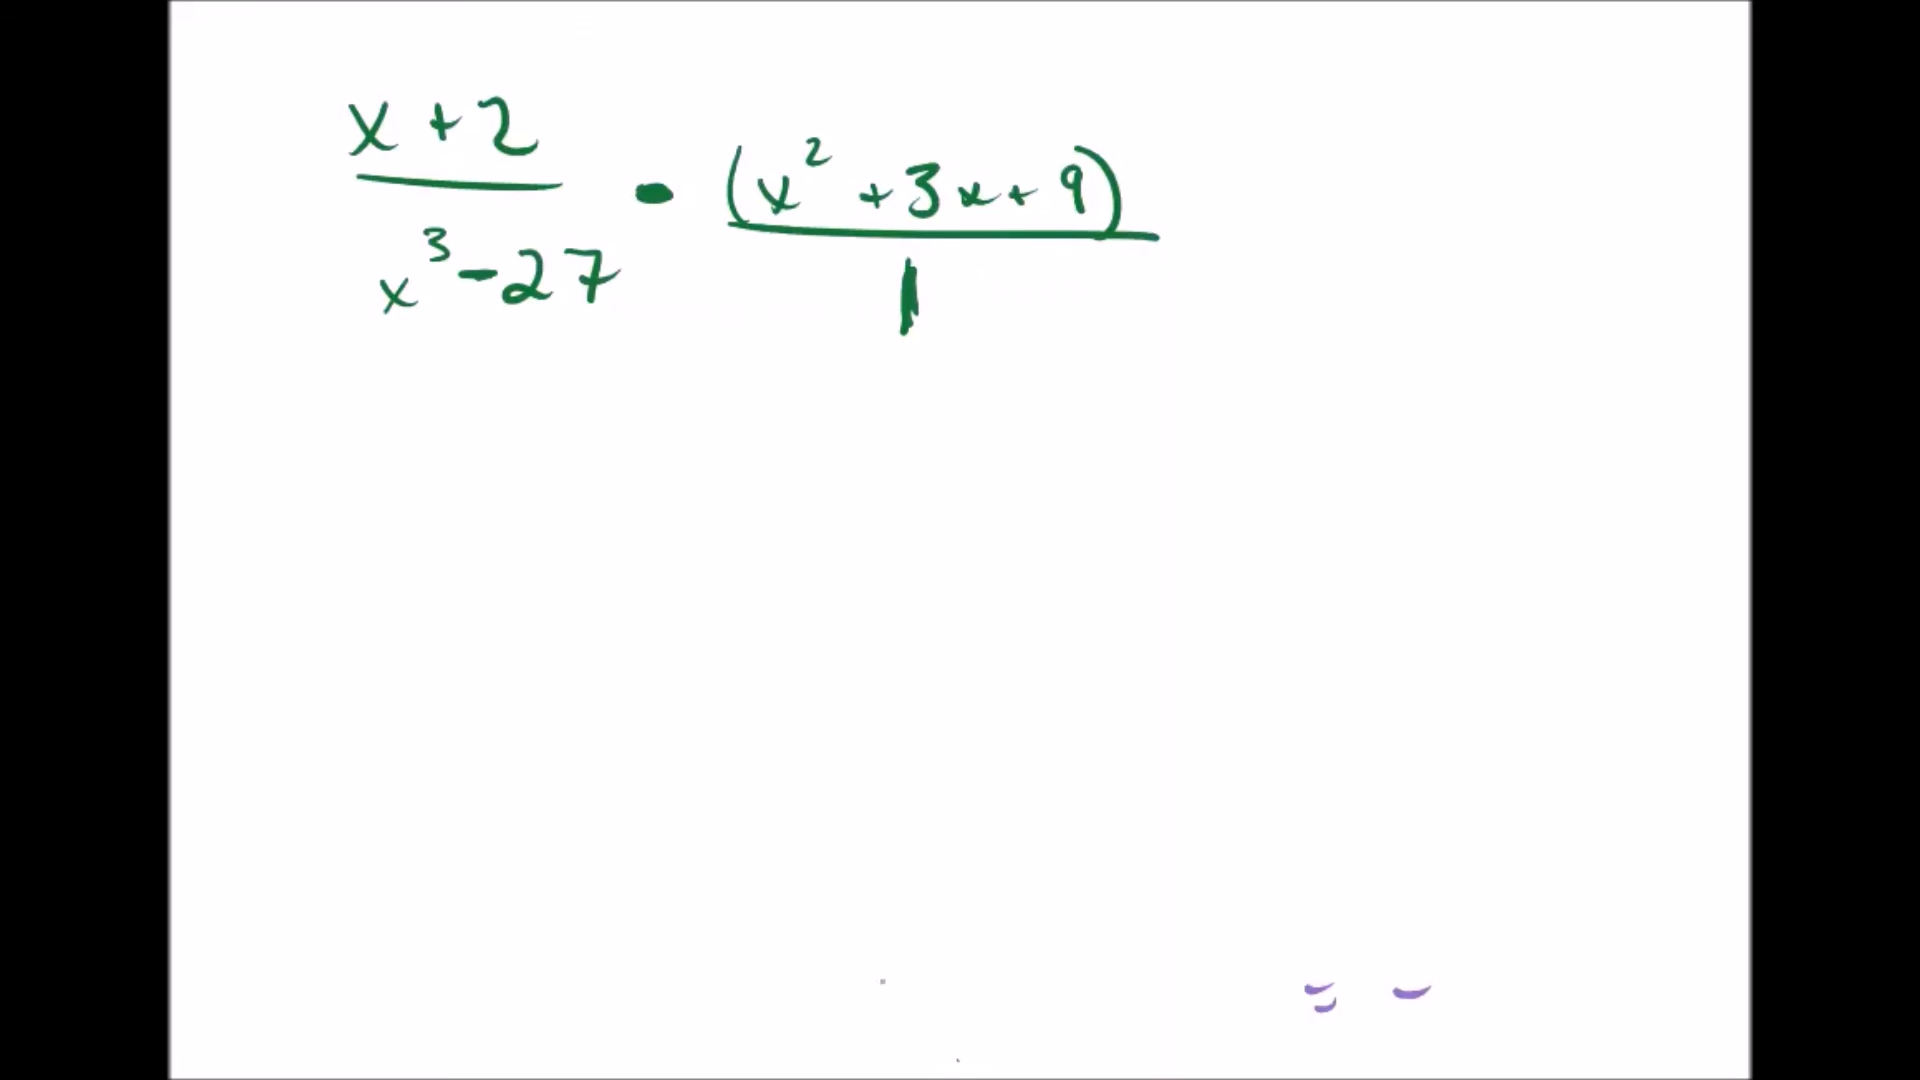 x + 2
x³ - 27
• (x² + 3x + 9)
1